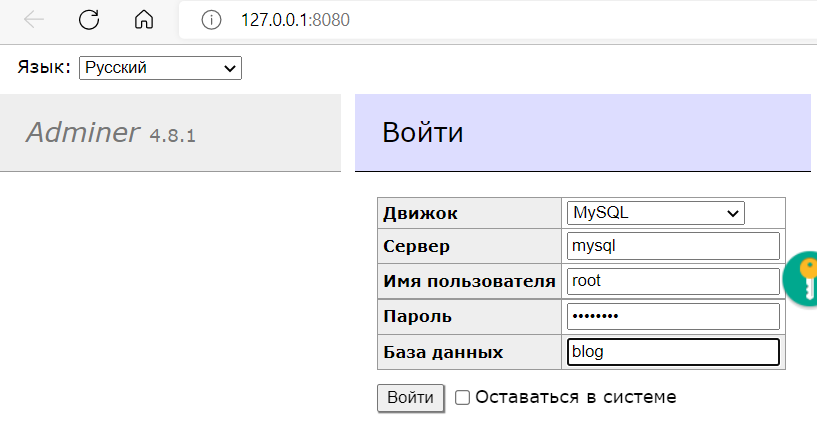 127.0.0.1:8080
Язык: Русский
Adminer 4.8.1
Войти
Движок MySQL
Сервер mysql
Имя пользователя root
Пароль ••••••••
База данных blog
Войти Оставаться в системе